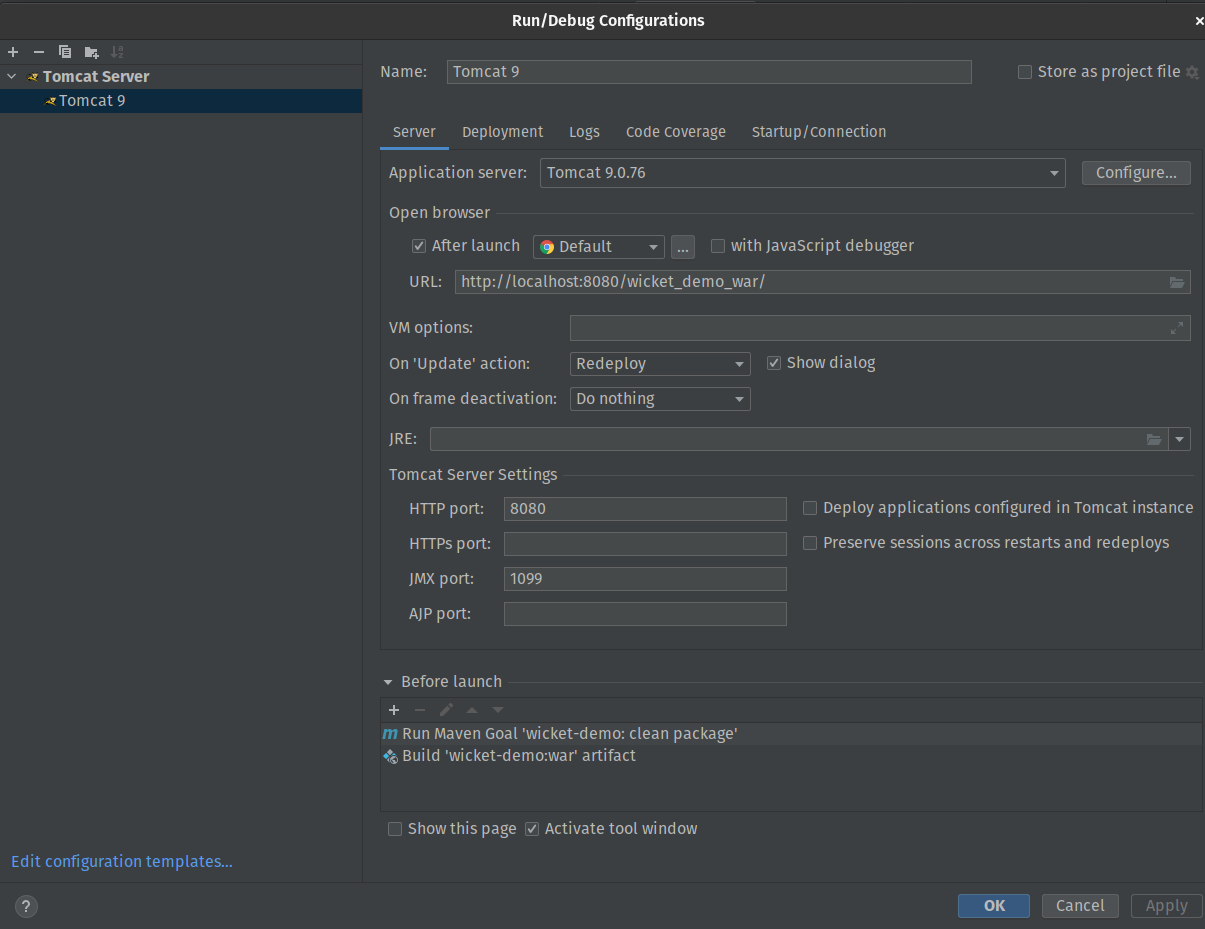 Run/Debug Configurations
Tomcat Server
Tomcat 9
Name: Tomcat 9 Store as project file
Server Deployment Logs Code Coverage Startup/Connection
Application server: Tomcat 9.0.76 Configure...
Open browser
After launch Default ... with JavaScript debugger
URL: http://localhost:8080/wicket_demo_war/
VM options:
On 'Update' action: Redeploy Show dialog
On frame deactivation: Do nothing
JRE:
Tomcat Server Settings
HTTP port: 8080 Deploy applications configured in Tomcat instance
HTTPs port: Preserve sessions across restarts and redeploys
JMX port: 1099
AJP port:
Before launch
Run Maven Goal 'wicket-demo: clean package'
Build 'wicket-demo:war' artifact
Show this page Activate tool window
Edit configuration templates...
? OK Cancel Apply